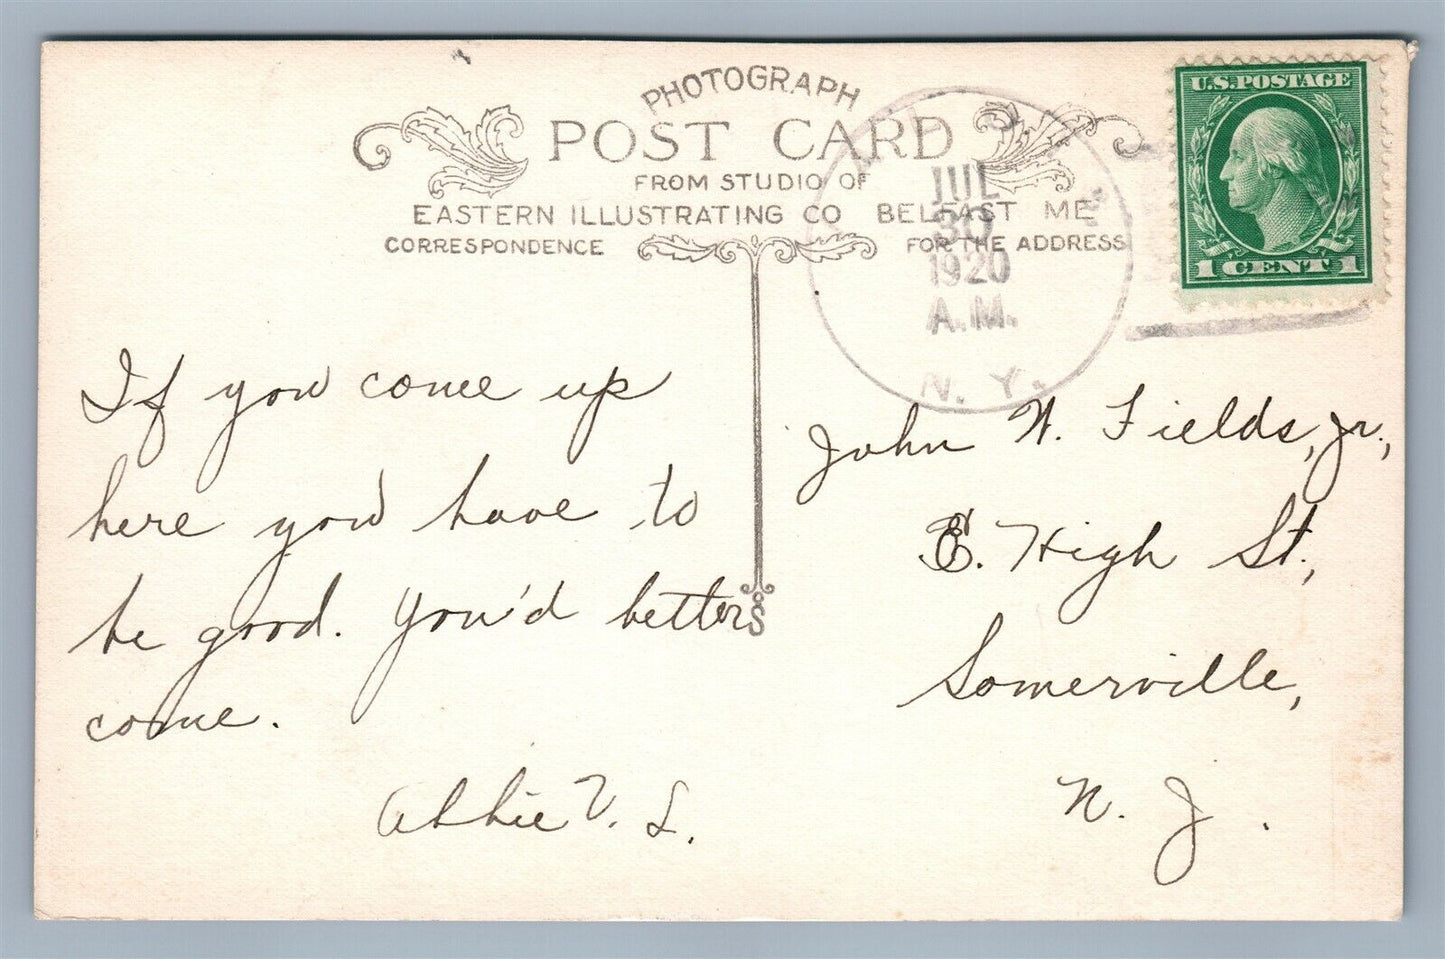 PHOTOGRAPH
POST CARD
FROM STUDIO OF
EASTERN ILLUSTRATING CO BELFAST ME
CORRESPONDENCE
FOR THE ADDRESS
U.S. POSTAGE
1 CENT 1
JUL
30
1920
A.M.
N. Y.
If you come up
here you have to
be good. You'd better
come.
Abbie V. S.
John W. Fields, Jr.,
E. High St.,
Somerville,
N. J.